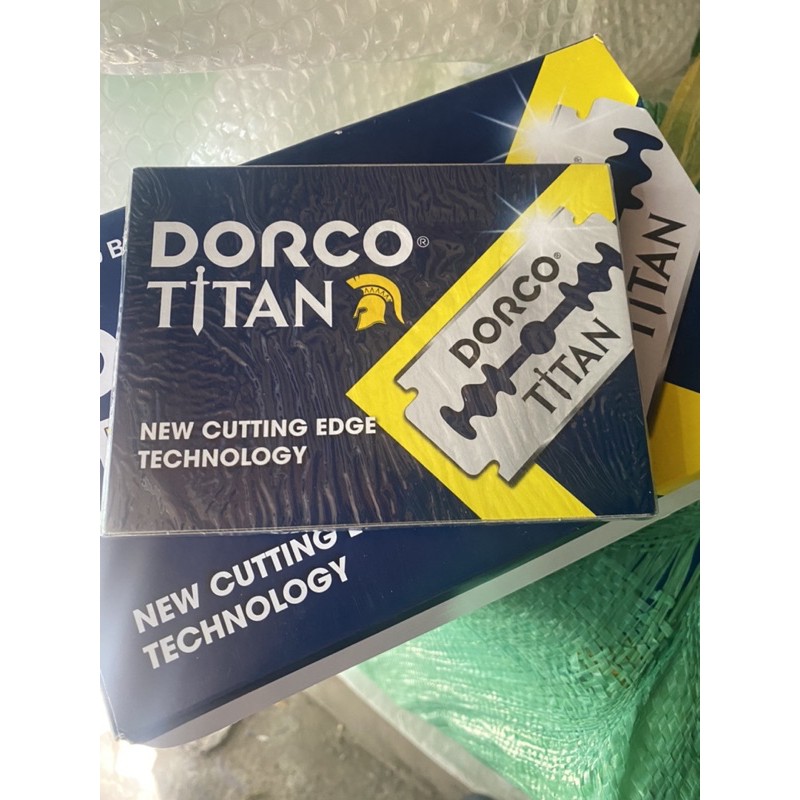 DORCO®
TITAN
DORCO®
TITAN
NEW CUTTING EDGE
TECHNOLOGY
TITAN
NEW CUTTING
TECHNOLOGY